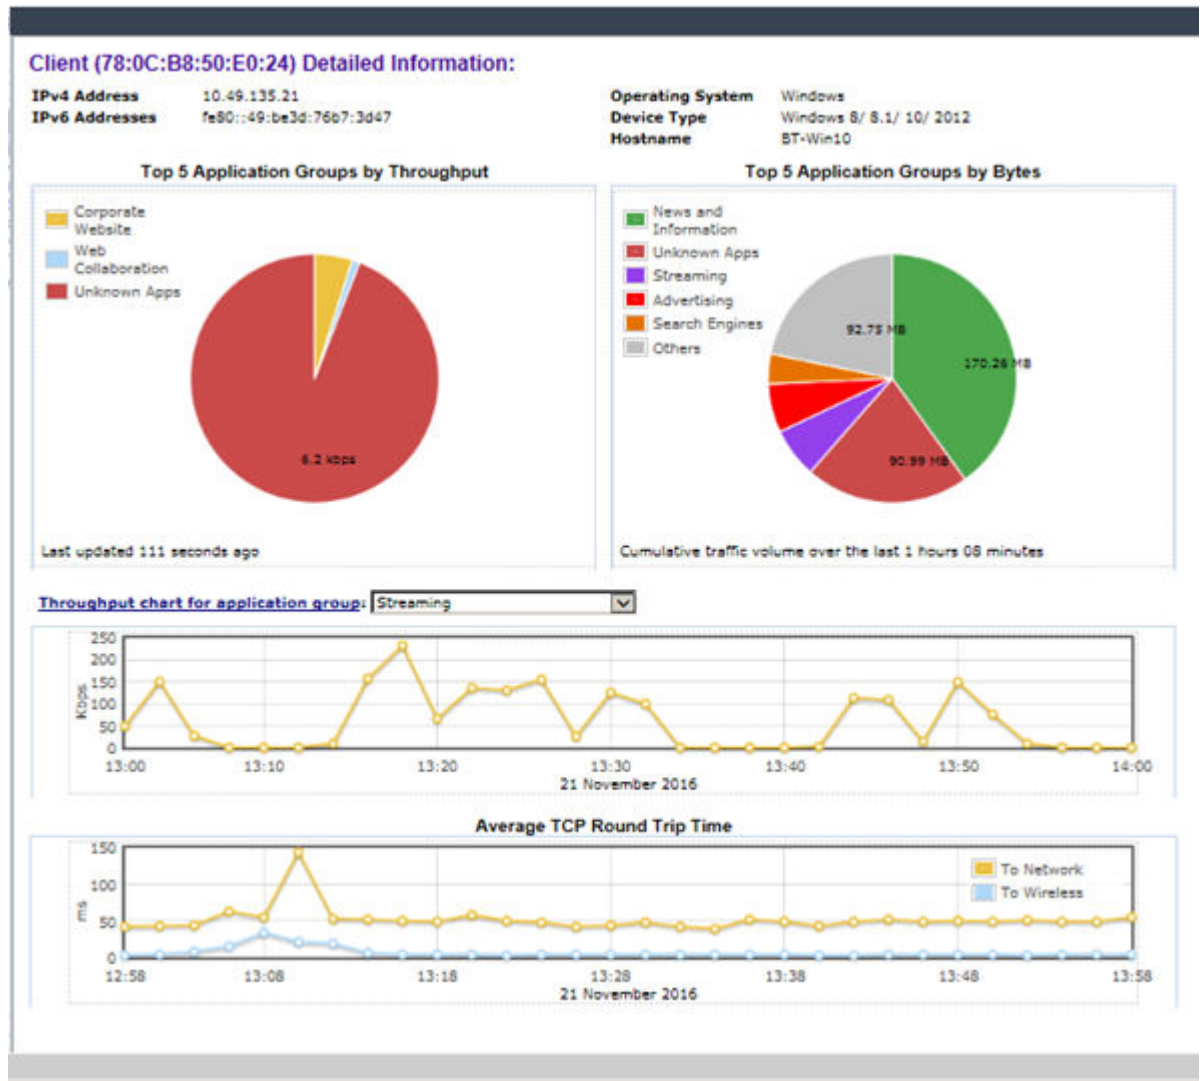 Client (78:0C:B8:50:E0:24) Detailed Information:
IPv4 Address 10.49.135.21
IPv6 Addresses fe80::49:be3d:76b7:3d47
Operating System Windows
Device Type Windows 8/ 8.1/ 10/ 2012
Hostname BT-Win10
Top 5 Application Groups by Throughput
Corporate
Website
Web
Collaboration
Unknown Apps
6.2 kbps
Last updated 111 seconds ago
Top 5 Application Groups by Bytes
News and
Information
Unknown Apps
Streaming
Advertising
Search Engines
Others
92.75 MB
170.26 MB
90.99 MB
Cumulative traffic volume over the last 1 hours 08 minutes
Throughput chart for application group: Streaming
250
200
150
100
50
0
Kbps
13:00 13:10 13:20 13:30 13:40 13:50 14:00
21 November 2016
Average TCP Round Trip Time
150
100
50
0
ms
To Network
To Wireless
12:58 13:08 13:18 13:28 13:38 13:48 13:58
21 November 2016